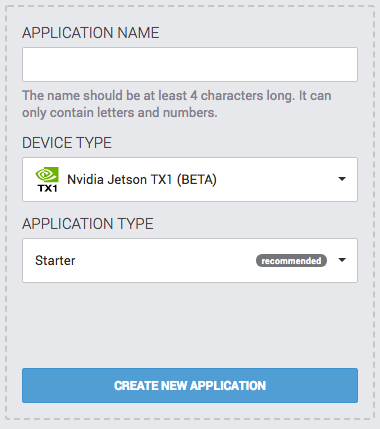 APPLICATION NAME
The name should be at least 4 characters long. It can
only contain letters and numbers.
DEVICE TYPE
TX1 Nvidia Jetson TX1 (BETA)
APPLICATION TYPE
Starter recommended
CREATE NEW APPLICATION